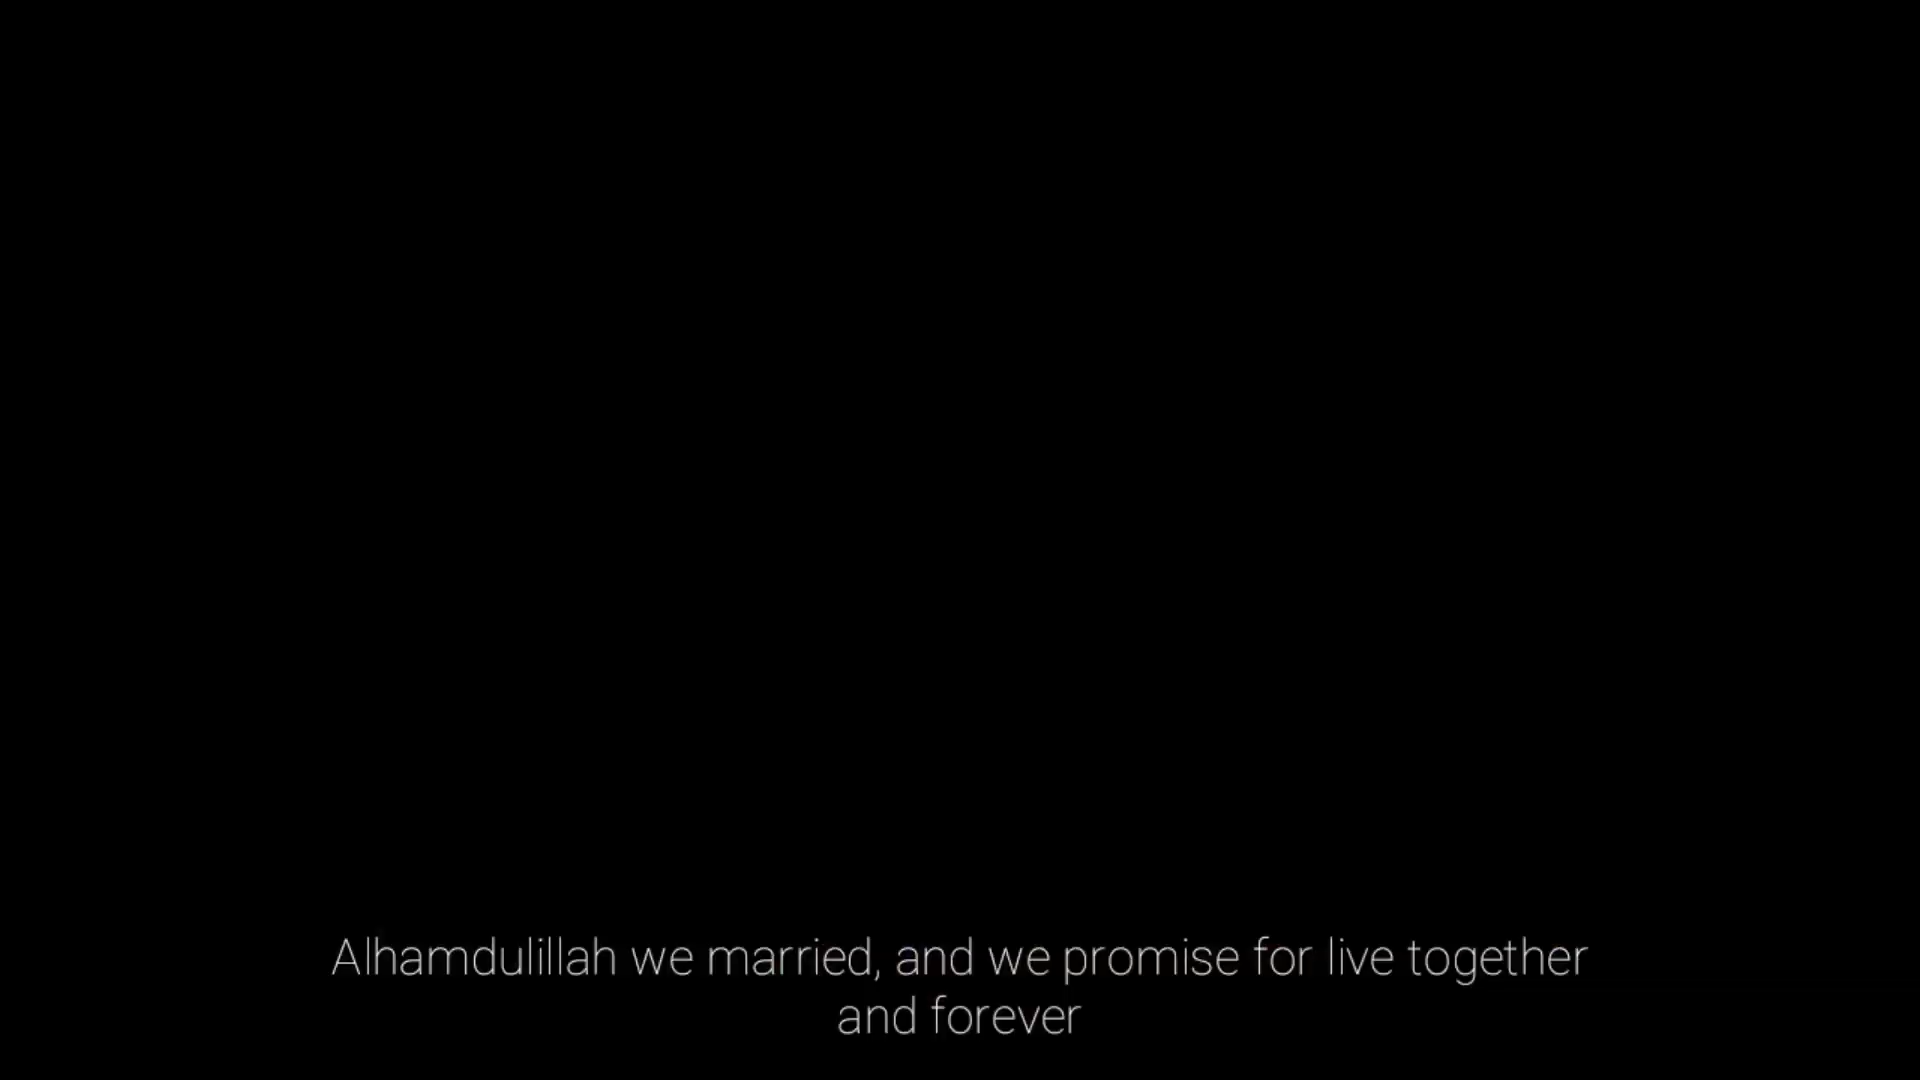 Alhamdulillah we married, and we promise for live together
and forever